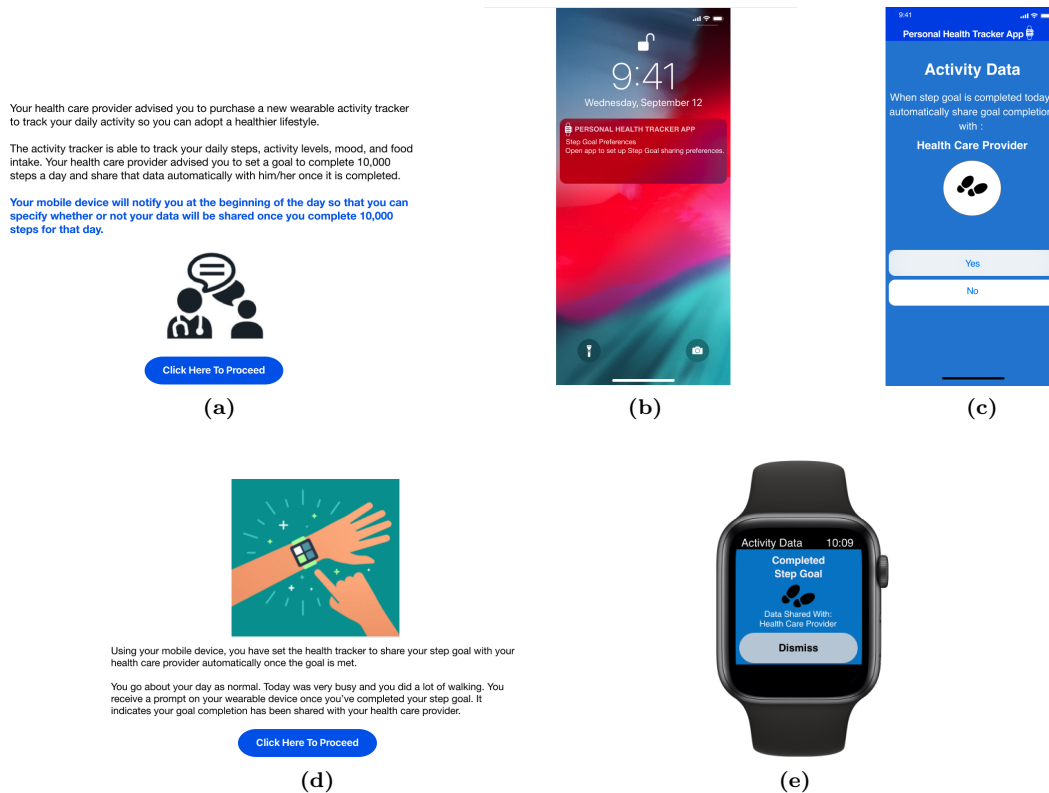 Your health care provider advised you to purchase a new wearable activity tracker
to track your daily activity so you can adopt a healthier lifestyle.
The activity tracker is able to track your daily steps, activity levels, mood, and food
intake. Your health care provider advised you to set a goal to complete 10,000
steps a day and share that data automatically with him/her once it is completed.
Your mobile device will notify you at the beginning of the day so that you can
specify whether or not your data will be shared once you complete 10,000
steps for that day.
Click Here To Proceed
(a)
9:41
Wednesday, September 12
PERSONAL HEALTH TRACKER APP
Step Goal Preferences
Open app to set up Step Goal sharing preferences.
(b)
9:41
Personal Health Tracker App
Activity Data
When step goal is completed today
automatically share goal completion
with :
Health Care Provider
Yes
No
(c)
Using your mobile device, you have set the health tracker to share your step goal with your
health care provider automatically once the goal is met.
You go about your day as normal. Today was very busy and you did a lot of walking. You
receive a prompt on your wearable device once you've completed your step goal. It
indicates your goal completion has been shared with your health care provider.
Click Here To Proceed
(d)
Activity Data 10:09
Completed
Step Goal
Data Shared With:
Health Care Provider
Dismiss
(e)